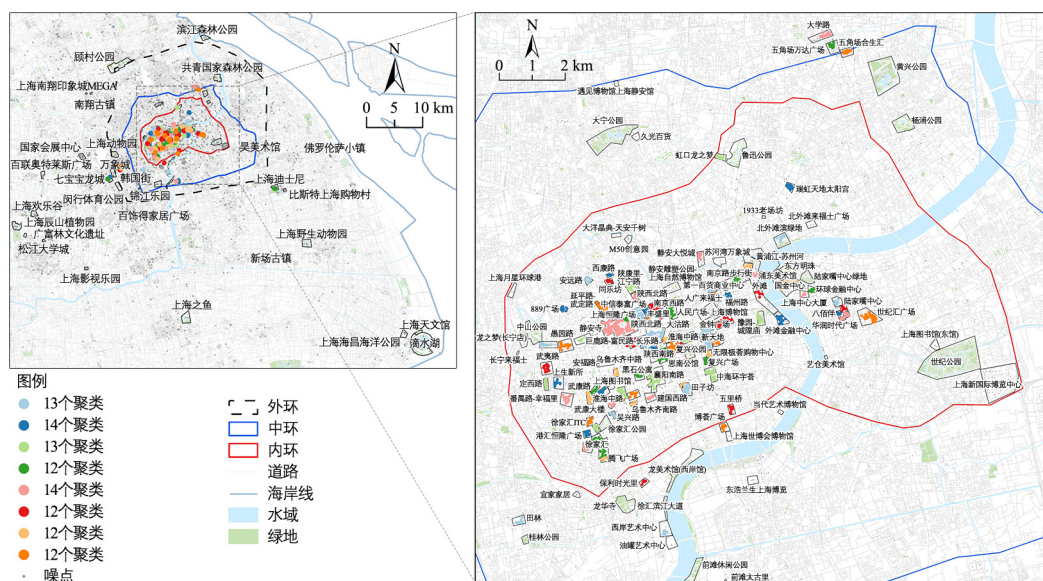 滨江森林公园
顾村公园
共青国家森林公园
上海南翔印象城MEGA
南翔古镇
N
0 5 10 km
国家会展中心
上海动物园
昊美术馆
佛罗伦萨小镇
百联奥特莱斯广场
万象城
七宝宝龙城
韩国街
上海迪士尼
闵行体育公园
锦江乐园
比斯特上海购物村
上海欢乐谷
百饰得家居广场
上海辰山植物园
广富林文化遗址
上海野生动物园
松江大学城
新场古镇
上海影视乐园
上海之鱼
上海天文馆
上海海昌海洋公园
滴水湖
图例
13个聚类
14个聚类
13个聚类
12个聚类
14个聚类
12个聚类
12个聚类
12个聚类
噪点
外环
中环
内环
道路
海岸线
水域
绿地
N
0 1 2 km
大学路
五角场万达广场
五角场合生汇
黄兴公园
遇见博物馆上海静安馆
大宁公园
久光百货
杨浦公园
虹口龙之梦
鲁迅公园
瑞虹天地太阳宫
1933老场坊
北外滩来福士广场
大洋晶典·天安千树
北外滩滨绿地
M50创意园
静安大悦城
苏河湾万象城
黄浦江-苏州河
东方明珠
西康路
陕康里
静安雕塑公园
南京路步行街
浦东美术馆
陆家嘴中心绿地
上海月星环球港
安远路
江宁路
上海自然博物馆
同乐坊
第一百货商业中心
外滩
国金中心
环球金融中心
延平路
陕西北路
人广来福士
上海中心大厦
陆家嘴中心
889广场
武定路
中信泰富广场
南京西路
福州路
八佰伴
世纪汇广场
上海恒隆广场
丰盛里
人民广场
上海博物馆
华润时代广场
中山公园
静安寺
陕西北路
大沽路
金钟广场
豫园
城隍庙
外滩金融中心
龙之梦(长宁店)
愚园路
巨鹿路
富民路
长乐路
淮海中路
新天地
上海图书馆(东馆)
长宁来福士
武夷路
安福路
乌鲁木齐中路
陕西南路
复兴公园
无限极荟购物中心
思南公馆
复兴广场
艺仓美术馆
世纪公园
上生新所
黑石公寓
襄阳南路
中海环宇荟
定西路
武康路
上海图书馆
田子坊
上海新国际博览中心
番禺路-幸福里
淮海中路
建国西路
五里桥
武康大楼
乌鲁木齐南路
当代艺术博物馆
徐家汇ITC
吴兴路
博荟广场
港汇恒隆广场
徐家汇公园
上海世博会博物馆
徐家汇
腾飞广场
龙美术馆(西岸馆)
保利时光里
东浩兰生上海博览
宜家家居
龙华寺
徐汇滨江大道
田林
西岸艺术中心
桂林公园
油罐艺术中心
前滩休闲公园
前滩太古里